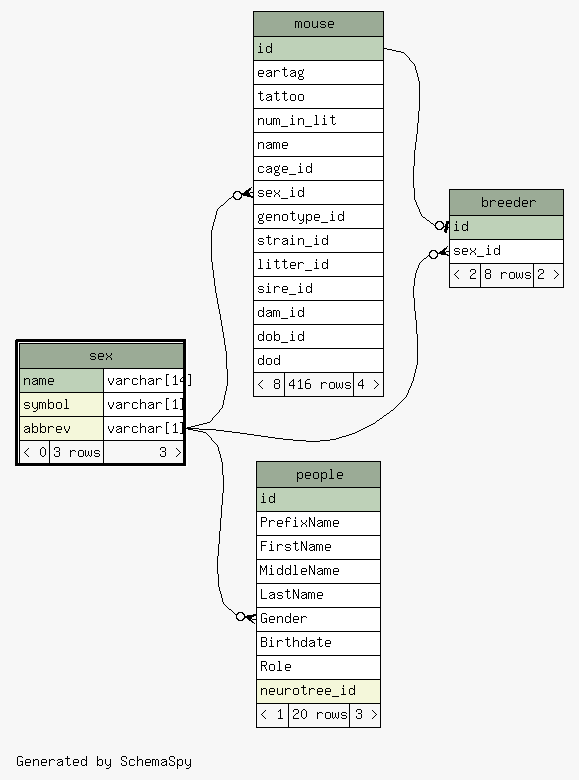 mouse
id
eartag
tattoo
num_in_lit
name
cage_id
sex_id
genotype_id
strain_id
litter_id
sire_id
dam_id
dob_id
dod
< 8 416 rows 4 >
breeder
id
sex_id
< 2 8 rows 2 >
sex
name varchar[14]
symbol varchar[1]
abbrev varchar[1]
< 0 3 rows 3 >
people
id
PrefixName
FirstName
MiddleName
LastName
Gender
Birthdate
Role
neurotree_id
< 1 20 rows 3 >
Generated by SchemaSpy